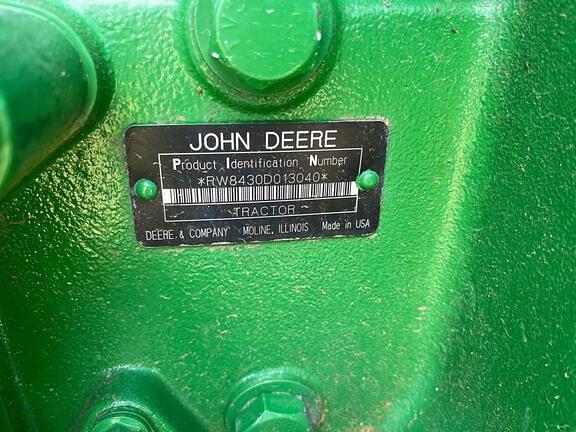 JOHN DEERE
Product Identification Number
*RW8430D013040*
TRACTOR
DEERE & COMPANY MOLINE, ILLINOIS Made in USA